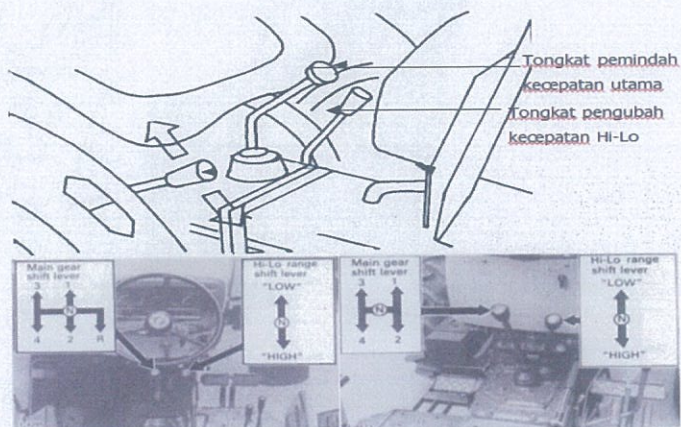 Tongkat pemindah
kecepatan utama
Tongkat pengubah
kecepatan Hi-Lo
Main gear
shift lever
3 1
N
4 2 R
Hi-Lo range
shift lever
"LOW"
N
"HIGH"
Main gear
shift lever
3 1
N
4 2
Hi-Lo range
shift lever
"LOW"
N
"HIGH"